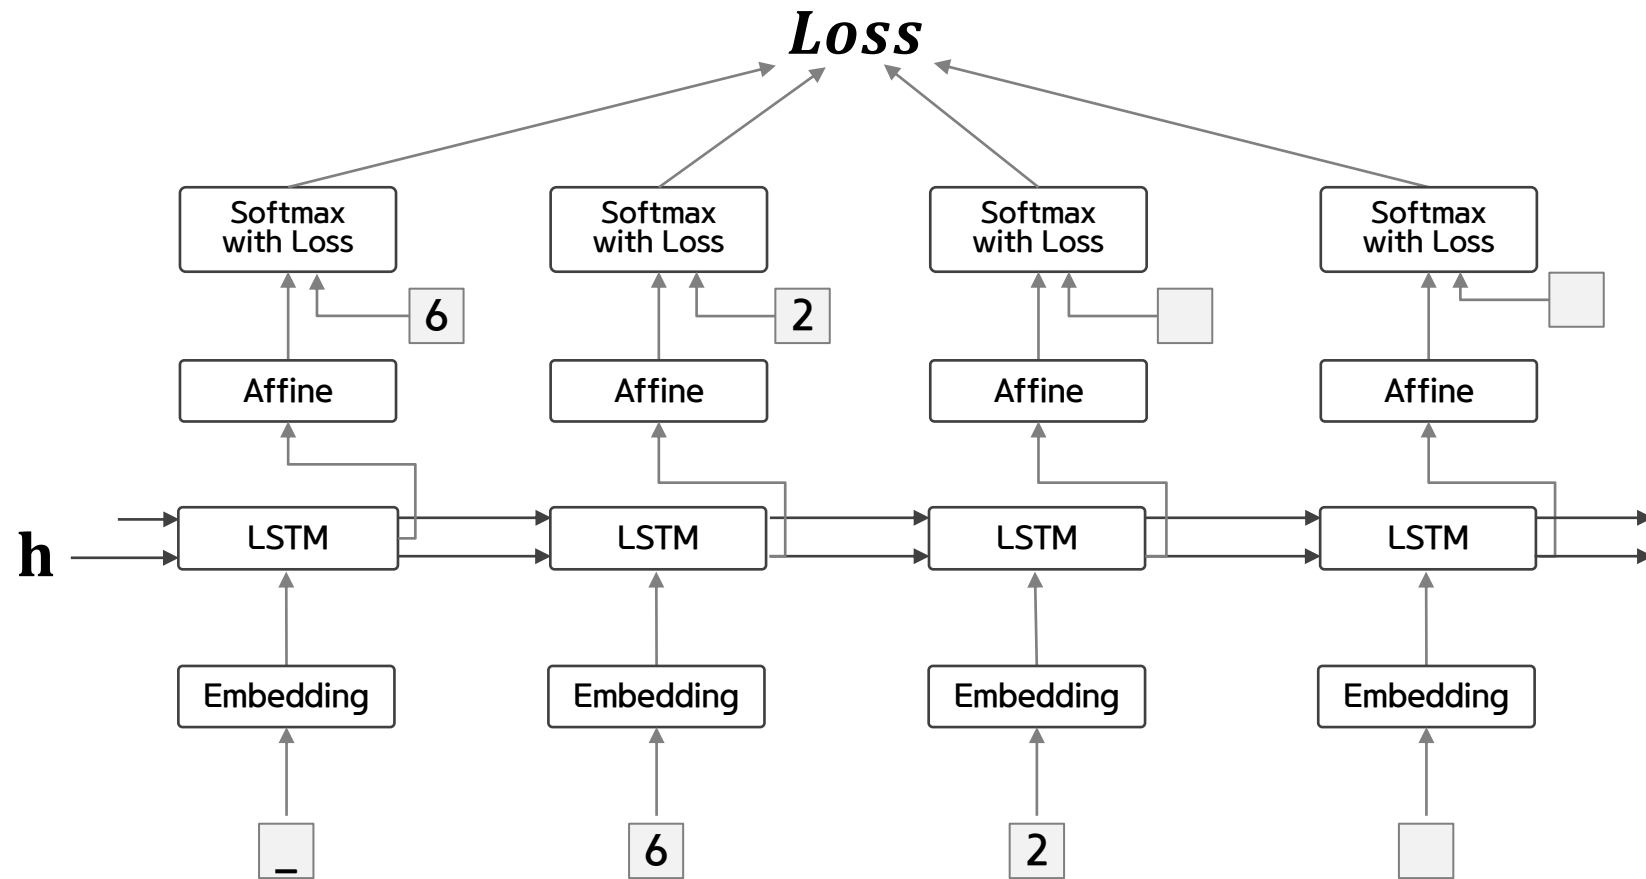 Loss
Softmax
with Loss
Softmax
with Loss
Softmax
with Loss
Softmax
with Loss
6
2
Affine
Affine
Affine
Affine
h
LSTM
LSTM
LSTM
LSTM
Embedding
Embedding
Embedding
Embedding
_
6
2